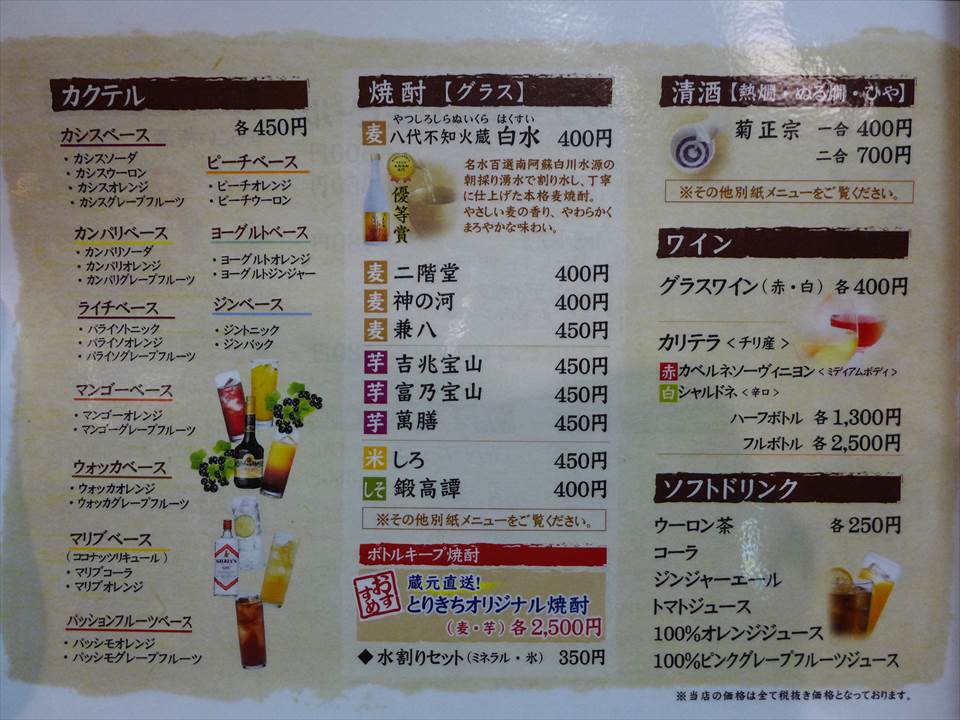 カクテル
各450円
カシスベース
・カシスソーダ
・カシスウーロン
・カシスオレンジ
・カシスグレープフルーツ
ピーチベース
・ピーチオレンジ
・ピーチウーロン
カンパリベース
・カンパリソーダ
・カンパリオレンジ
・カンパリグレープフルーツ
ヨーグルトベース
・ヨーグルトオレンジ
・ヨーグルトジンジャー
ライチベース
・パライソトニック
・パライソオレンジ
・パライソグレープフルーツ
ジンベース
・ジントニック
・ジンバック
マンゴーベース
・マンゴーオレンジ
・マンゴーグレープフルーツ
ウォッカベース
・ウォッカオレンジ
・ウォッカグレープフルーツ
マリブベース
(ココナッツリキュール)
・マリブコーラ
・マリブオレンジ
パッションフルーツベース
・パッシモオレンジ
・パッシモグレープフルーツ
焼酎【グラス】
やつしろしらぬいくら はくすい
麦 八代不知火蔵 白水 400円
優等賞
名水百選南阿蘇白川水源の
朝採り湧水で割り水し、丁寧
に仕上げた本格麦焼酎。
やさしい麦の香り、やわらかく
まろやかな味わい。
麦 二階堂 400円
麦 神の河 400円
麦 兼八 450円
芋 吉兆宝山 450円
芋 富乃宝山 450円
芋 萬膳 450円
米 しろ 450円
しそ 鍛高譚 400円
※その他別紙メニューをご覧ください。
ボトルキープ焼酎
おすすめ
蔵元直送!
とりきちオリジナル焼酎
(麦・芋)各2,500円
◆水割りセット(ミネラル・氷) 350円
清酒【熱燗・ぬる燗・ひや】
菊正宗 一合 400円
二合 700円
※その他別紙メニューをご覧ください。
ワイン
グラスワイン(赤・白) 各400円
カリテラ<チリ産>
赤 カベルネソーヴィニヨン<ミディアムボディ>
白 シャルドネ<辛口>
ハーフボトル 各1,300円
フルボトル 各2,500円
ソフトドリンク
ウーロン茶 各250円
コーラ
ジンジャーエール
トマトジュース
100%オレンジジュース
100%ピンクグレープフルーツジュース
※当店の価格は全て税抜き価格となっております。